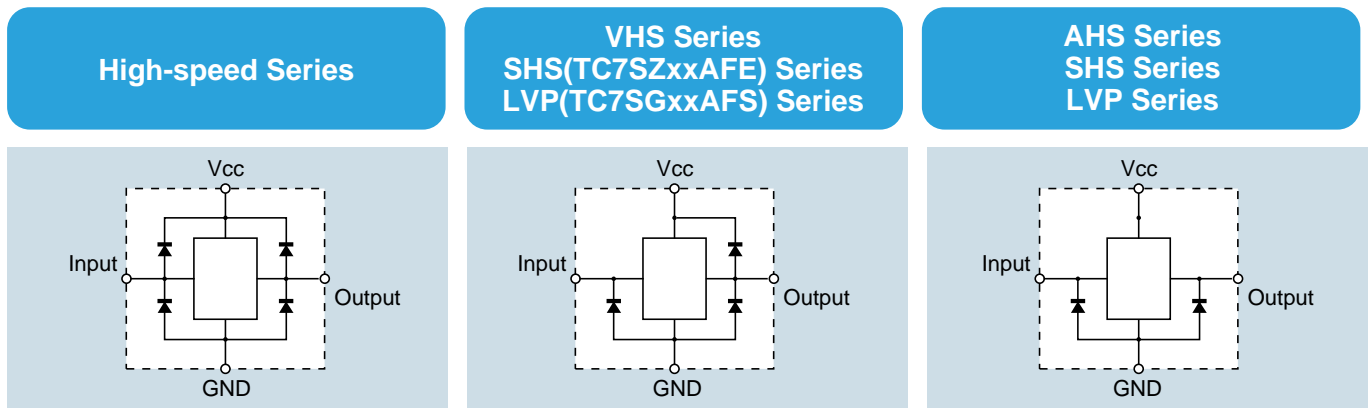 High-speed Series
VHS Series
SHS(TC7SZxxAFE) Series
LVP(TC7SGxxAFS) Series
AHS Series
SHS Series
LVP Series
Vcc
Input
Output
GND
Vcc
Input
Output
GND
Vcc
Input
Output
GND